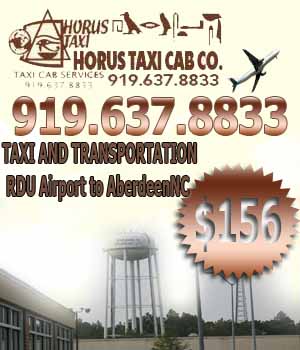 HORUS
TAXI
TAXI CAB SERVICES
919.637.8833
HORUS TAXI CAB CO.
919.637.8833
919.637.8833
TAXI AND TRANSPORTATION
RDU Airport to AberdeenNC
$156